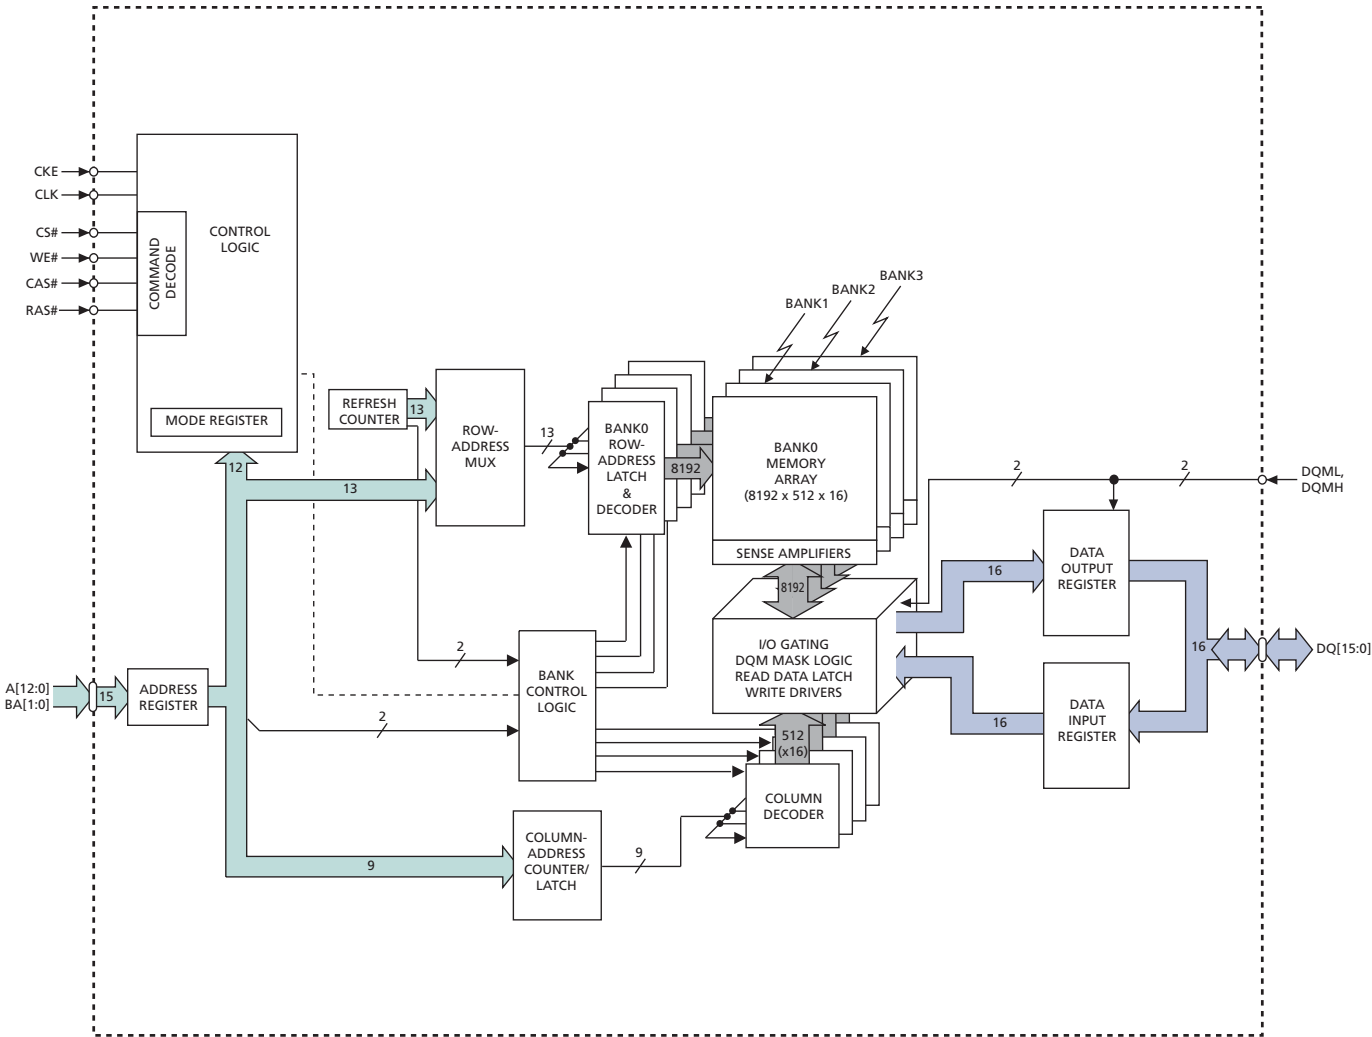 CKE
CLK
CS#
WE#
CAS#
RAS#
COMMAND
DECODE
CONTROL
LOGIC
MODE REGISTER
12
REFRESH
COUNTER
13
13
ROW-
ADDRESS
MUX
13
BANK0
ROW-
ADDRESS
LATCH
&
DECODER
8192
BANK1
BANK2
BANK3
BANK0
MEMORY
ARRAY
(8192 x 512 x 16)
SENSE AMPLIFIERS
8192
I/O GATING
DQM MASK LOGIC
READ DATA LATCH
WRITE DRIVERS
2
2
DQML,
DQMH
16
DATA
OUTPUT
REGISTER
16
DQ[15:0]
16
DATA
INPUT
REGISTER
A[12:0]
BA[1:0]
15
ADDRESS
REGISTER
2
2
BANK
CONTROL
LOGIC
512
(x16)
COLUMN
DECODER
9
COLUMN-
ADDRESS
COUNTER/
LATCH
9